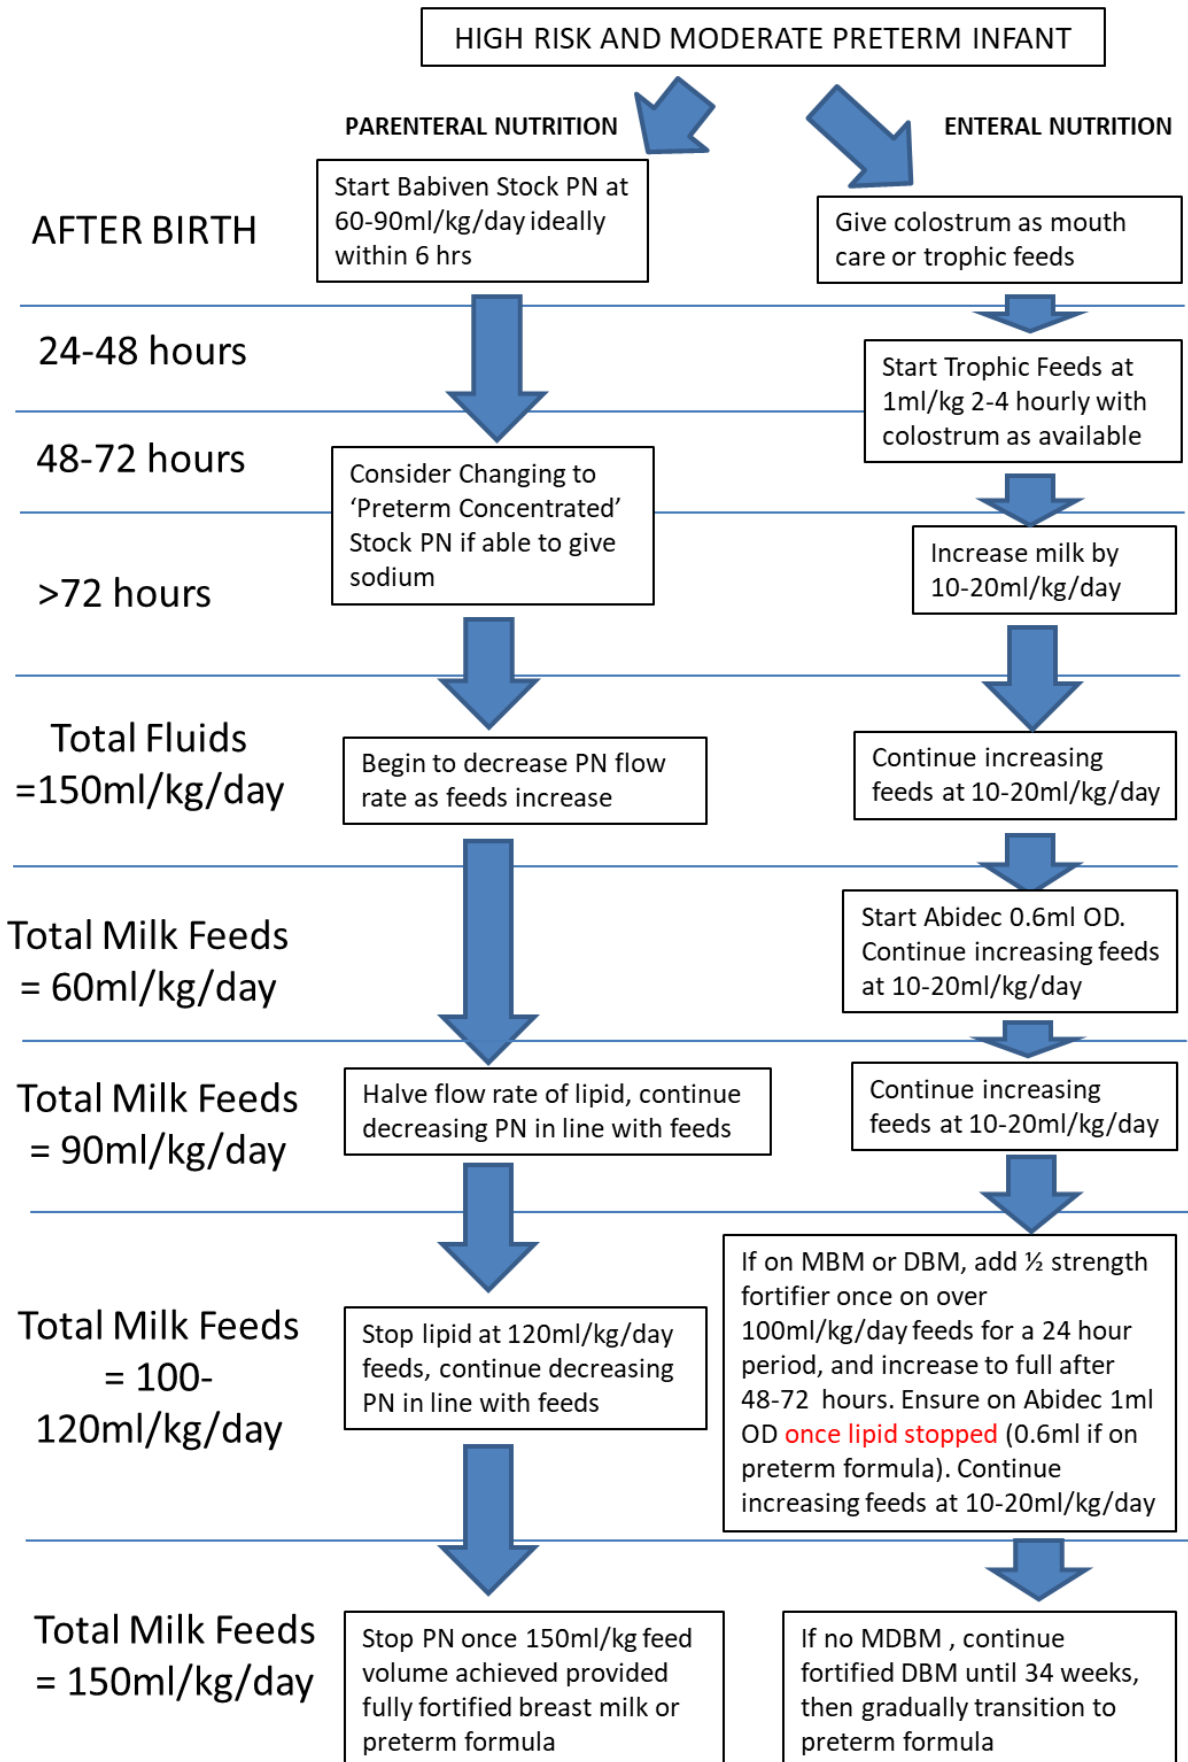 HIGH RISK AND MODERATE PRETERM INFANT
PARENTERAL NUTRITION
ENTERAL NUTRITION
AFTER BIRTH
Start Babiven Stock PN at
60-90ml/kg/day ideally
within 6 hrs
Give colostrum as mouth
care or trophic feeds
24-48 hours
Start Trophic Feeds at
1ml/kg 2-4 hourly with
colostrum as available
48-72 hours
Consider Changing to
‘Preterm Concentrated’
Stock PN if able to give
sodium
>72 hours
Increase milk by
10-20ml/kg/day
Total Fluids
=150ml/kg/day
Begin to decrease PN flow
rate as feeds increase
Continue increasing
feeds at 10-20ml/kg/day
Total Milk Feeds
= 60ml/kg/day
Start Abidec 0.6ml OD.
Continue increasing feeds
at 10-20ml/kg/day
Total Milk Feeds
= 90ml/kg/day
Halve flow rate of lipid, continue
decreasing PN in line with feeds
Continue increasing
feeds at 10-20ml/kg/day
Total Milk Feeds
= 100-
120ml/kg/day
Stop lipid at 120ml/kg/day
feeds, continue decreasing
PN in line with feeds
If on MBM or DBM, add ½ strength
fortifier once on over
100ml/kg/day feeds for a 24 hour
period, and increase to full after
48-72 hours. Ensure on Abidec 1ml
OD once lipid stopped (0.6ml if on
preterm formula). Continue
increasing feeds at 10-20ml/kg/day
Total Milk Feeds
= 150ml/kg/day
Stop PN once 150ml/kg feed
volume achieved provided
fully fortified breast milk or
preterm formula
If no MDBM , continue
fortified DBM until 34 weeks,
then gradually transition to
preterm formula